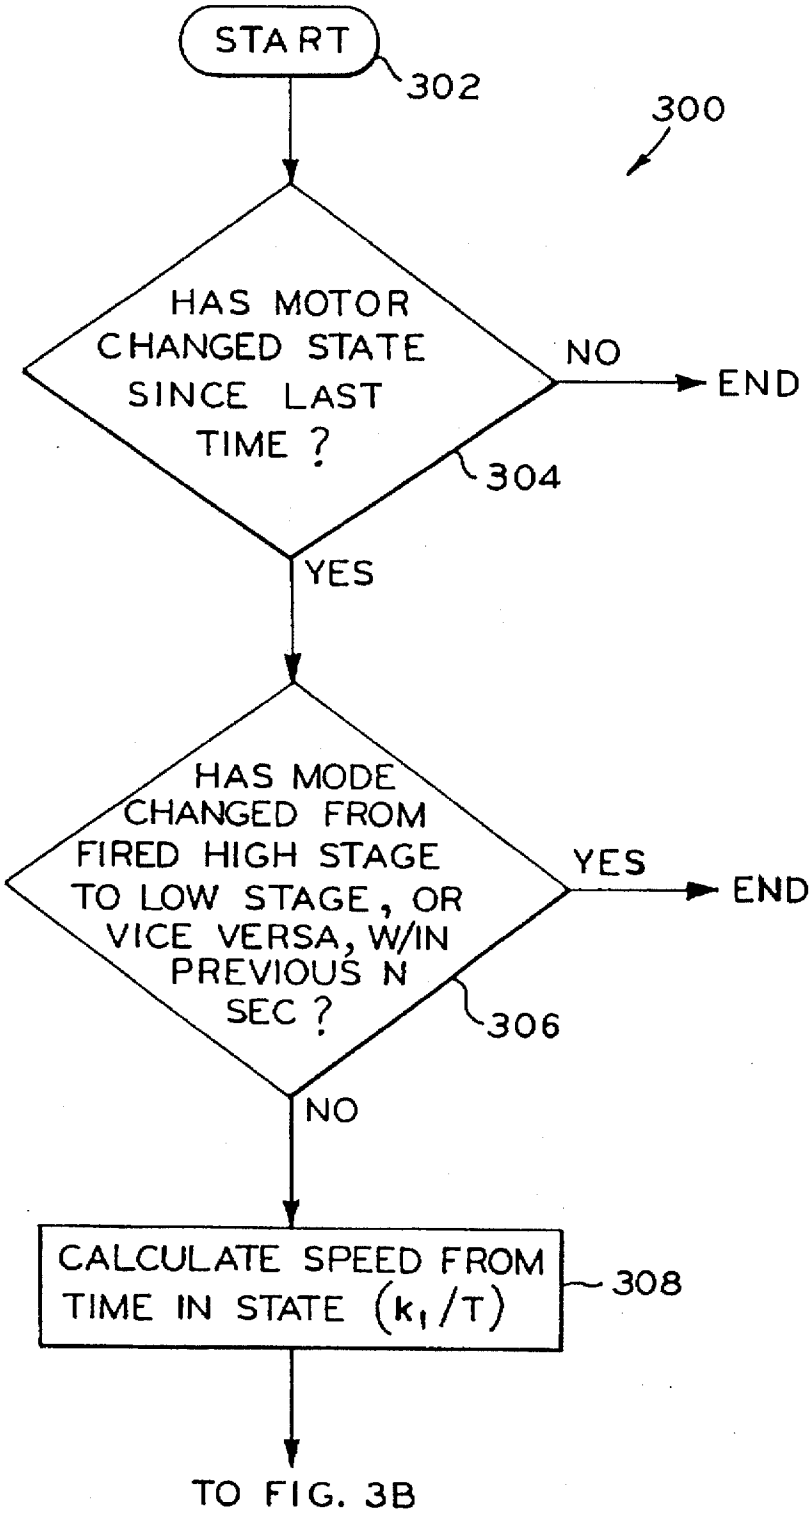 START
302
300
HAS MOTOR
CHANGED STATE
SINCE LAST
TIME ?
NO
END
304
YES
HAS MODE
CHANGED FROM
FIRED HIGH STAGE
TO LOW STAGE, OR
VICE VERSA, W/IN
PREVIOUS N
SEC ?
YES
END
306
NO
CALCULATE SPEED FROM
TIME IN STATE (k₁/T)
308
TO FIG. 3B